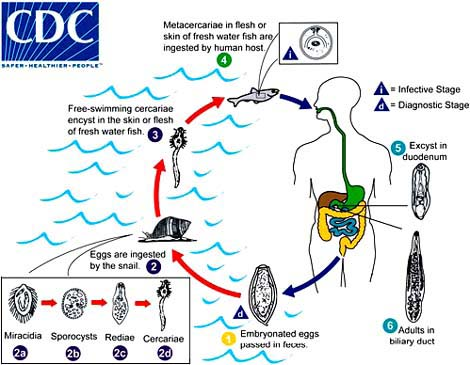 CDC
SAFER • HEALTHIER • PEOPLE™
Metacercariae in flesh or
skin of fresh water fish are
ingested by human host.
4
i
i = Infective Stage
d = Diagnostic Stage
Free-swimming cercariae
encyst in the skin or flesh
of fresh water fish.
3
5
Excyst in
duodenum
Eggs are ingested
by the snail.
2
d
1
Embryonated eggs
passed in feces.
6
Adults in
biliary duct
Miracidia
Sporocysts
Rediae
Cercariae
2a
2b
2c
2d